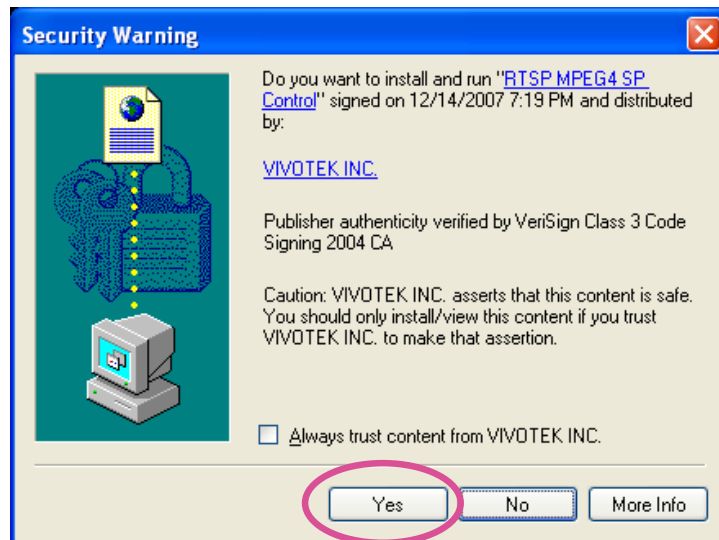 Security Warning
Do you want to install and run "RTSP MPEG4 SP
Control" signed on 12/14/2007 7:19 PM and distributed
by:
VIVOTEK INC.
Publisher authenticity verified by VeriSign Class 3 Code
Signing 2004 CA
Caution: VIVOTEK INC. asserts that this content is safe.
You should only install/view this content if you trust
VIVOTEK INC. to make that assertion.
Always trust content from VIVOTEK INC.
Yes No More Info